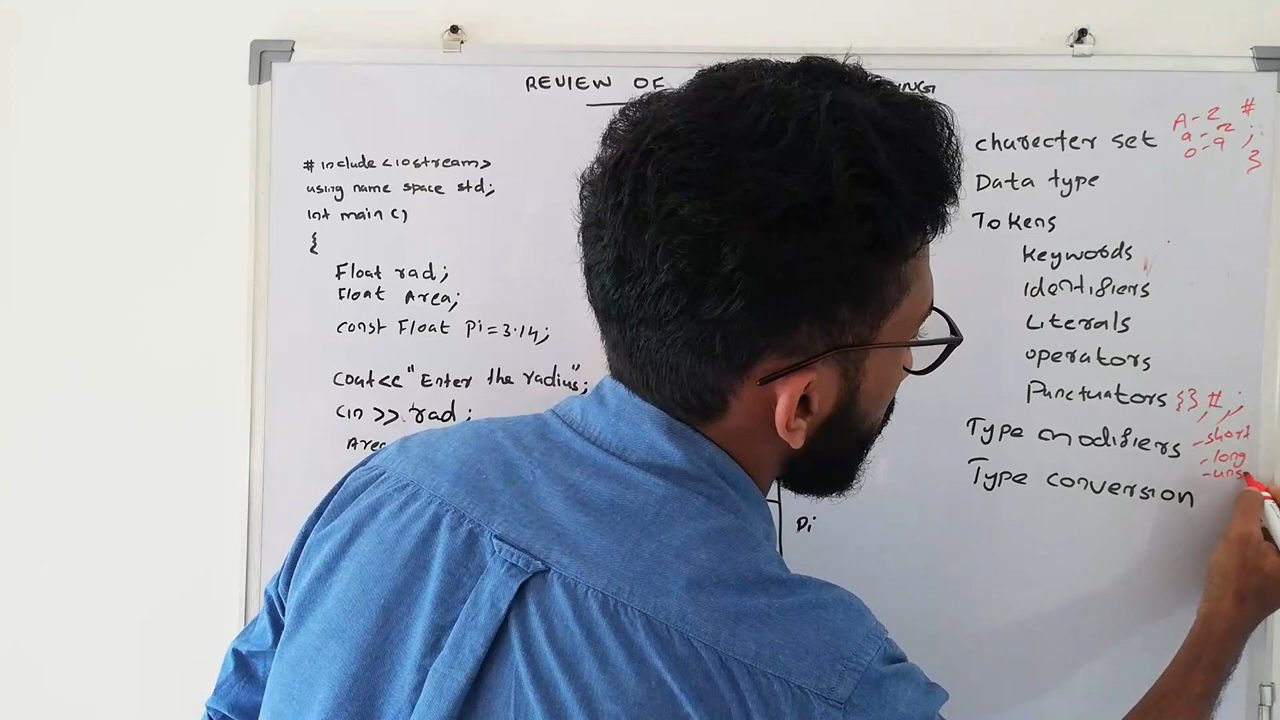 REVIEW OF
# include <iostream>
using name space std;
int main ()
{
Float rad;
Float Area;
const Float Pi = 3.14;
cout<< "Enter the radius";
cin >> rad;
Area
Di
character set A-Z #
a-z ;
0-9 }
Data type
Tokens
keywods
Identifiers
Literals
operators
Punctuators {} #
Type modifiers -short
-long
-uns
Type conversion